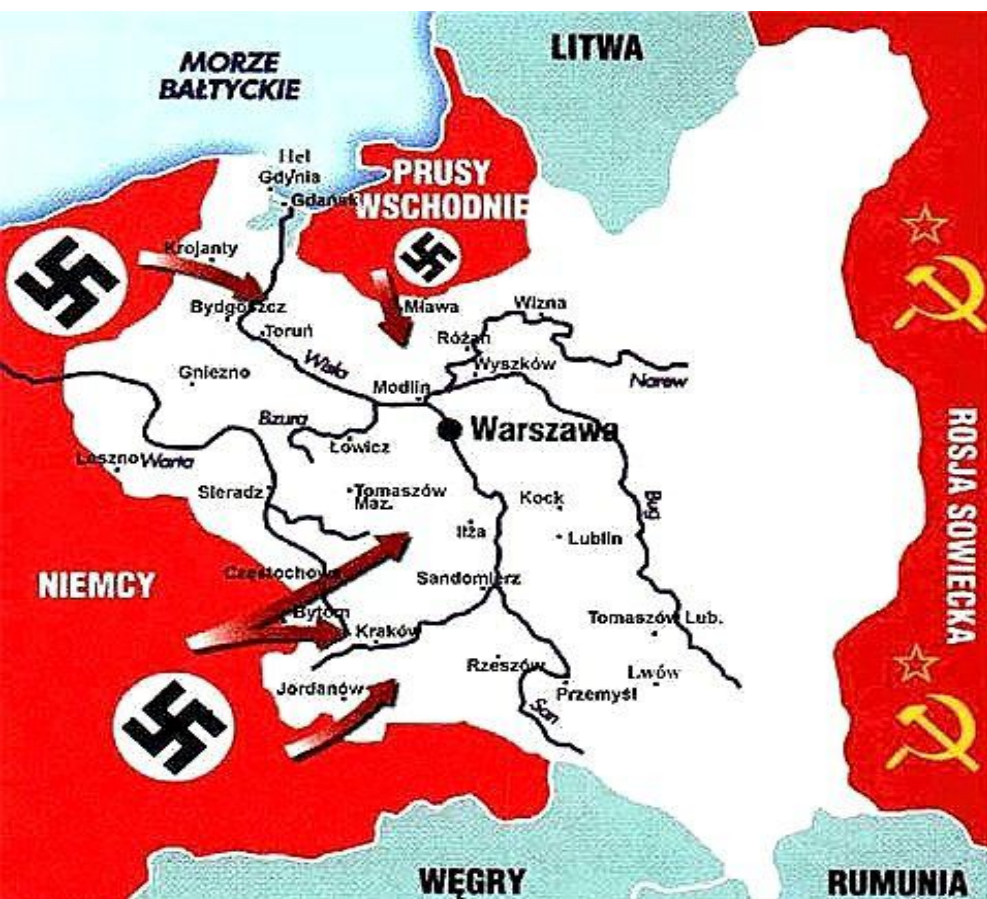 LITWA
MORZE
BAŁTYCKIE
Hel
Gdynia
Gdańsk
PRUSY
WSCHODNIE
Krojanty
Bydgoszcz
Toruń
Mława
Wizna
Różan
Wyszków
Narew
Gniezno
Wisła
Modlin
Bzura
Warszawa
Łowicz
Leszno
Warta
Sieradz
Tomaszów
Maz.
Kock
Bug
Iłża
Lublin
ROSJA SOWIECKA
NIEMCY
Częstochowa
Sandomierz
Bytom
Kraków
Tomaszów Lub.
Rzeszów
Lwów
Jordanów
Przemyśl
San
WĘGRY
RUMUNIA